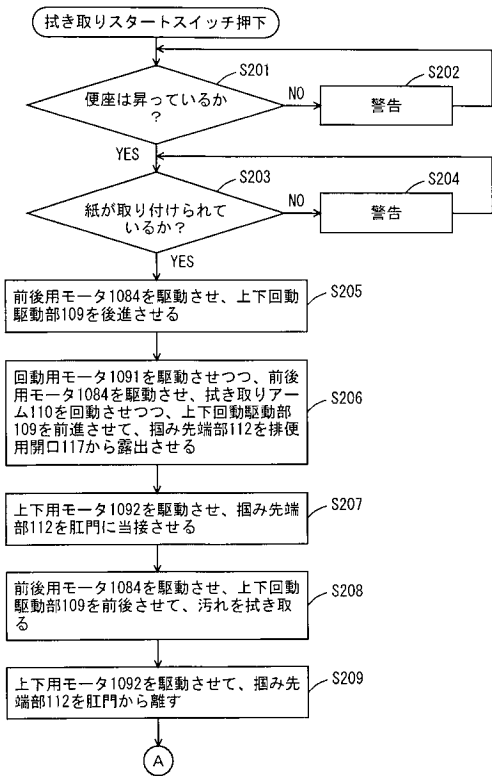 拭き取りスタートスイッチ押下
S201
便座は昇っているか
？
NO
S202
警告
YES
S203
紙が取り付けられて
いるか？
NO
S204
警告
YES
S205
前後用モータ1084を駆動させ、上下回動
駆動部109を後進させる
S206
回動用モータ1091を駆動させつつ、前後
用モータ1084を駆動させ、拭き取りアー
ム110を回動させつつ、上下回動駆動部
109を前進させて、掴み先端部112を排便
用開口117から露出させる
S207
上下用モータ1092を駆動させ、掴み先端
部112を肛門に当接させる
S208
前後用モータ1084を駆動させ、上下回動
駆動部109を前後させて、汚れを拭き取
る
S209
上下用モータ1092を駆動させて、掴み先
端部112を肛門から離す
A